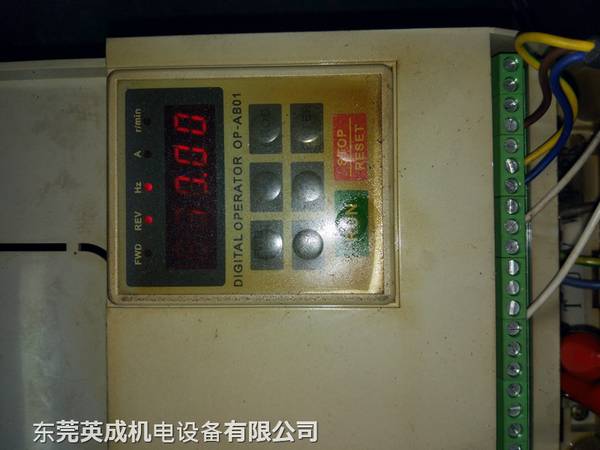 FWD REV Hz A r/min
0.00
DIGITAL OPERATOR OP-AB01
RUN
STOP
RESET
东莞英成机电设备有限公司